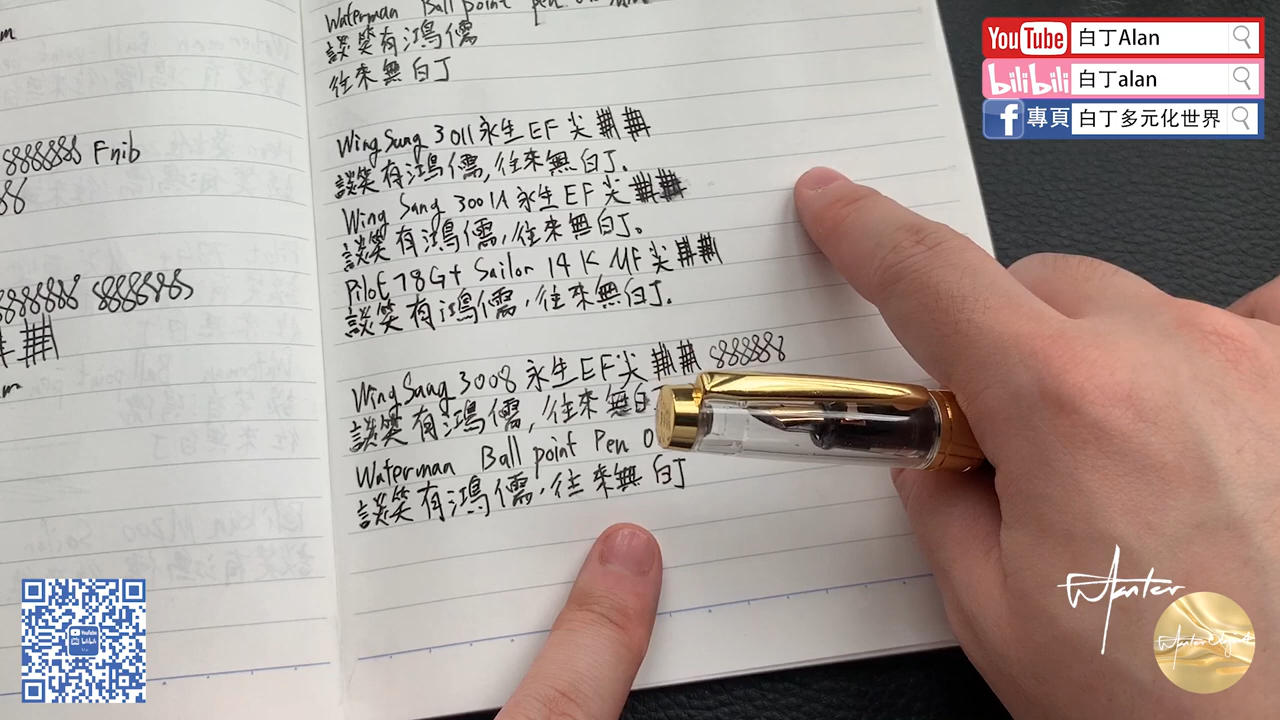 Fnib
Waterman Ball point pen
談笑有鴻儒
往來無白丁
Wing Sung 3011 永生 EF 尖
談笑有鴻儒,往來無白丁。
Wing Sung 3001A 永生 EF 尖
談笑有鴻儒,往來無白丁。
Pilot 78G+ Sailor 14K MF 尖
談笑有鴻儒,往來無白丁。
Wing Sung 3008 永生 EF 尖
談笑有鴻儒,往來無白
Waterman Ball point Pen 0
談笑有鴻儒,往來無白丁
YouTube 白丁Alan
bilibili 白丁alan
f 專頁 白丁多元化世界